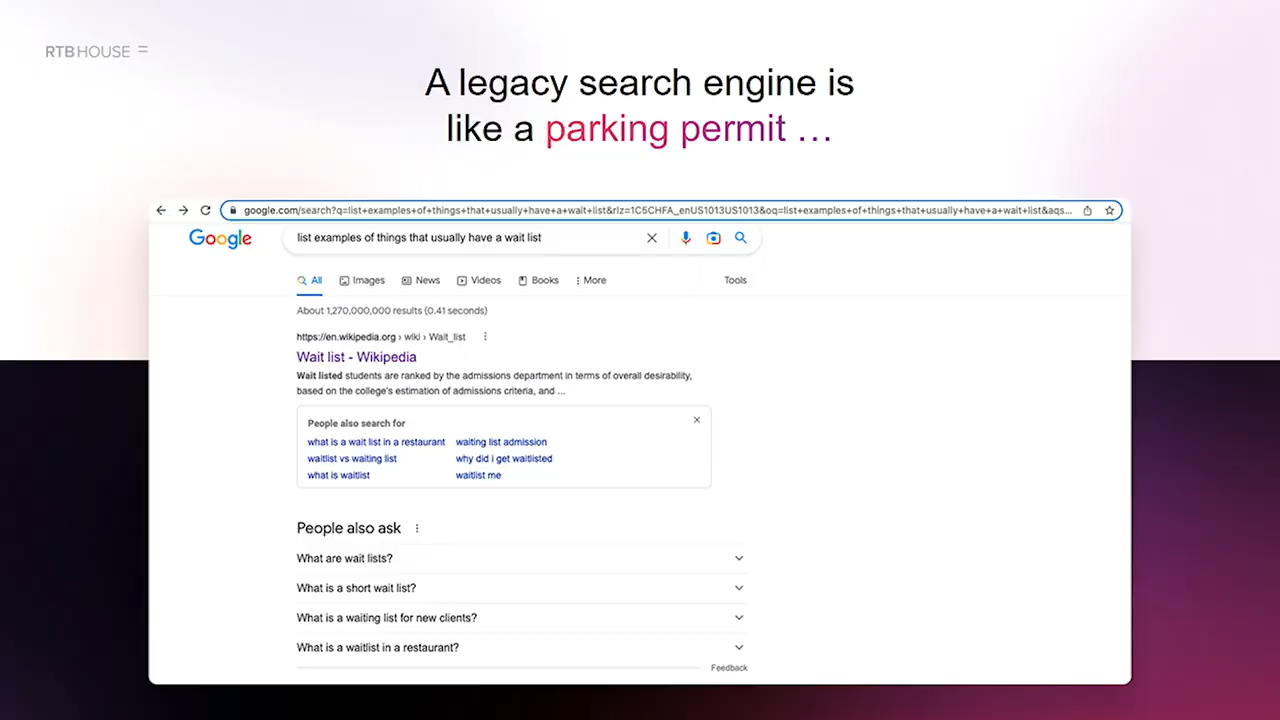 RTB HOUSE =
A legacy search engine is
like a parking permit ...
google.com/search?q=list+examples+of+things+that+usually+have+a+wait+list&rlz=1C5CHFA_enUS1013US1013&oq=list+examples+of+things+that+usually+have+a+wait+list&aqs...
Google
list examples of things that usually have a wait list
All Images News Videos Books More Tools
About 1,270,000,000 results (0.41 seconds)
https://en.wikipedia.org › wiki › Wait_list
Wait list - Wikipedia
Wait listed students are ranked by the admissions department in terms of overall desirability,
based on the college's estimation of admissions criteria, and ...
People also search for
what is a wait list in a restaurant waiting list admission
waitlist vs waiting list why did i get waitlisted
what is waitlist waitlist me
People also ask
What are wait lists?
What is a short wait list?
What is a waiting list for new clients?
What is a waitlist in a restaurant?
Feedback